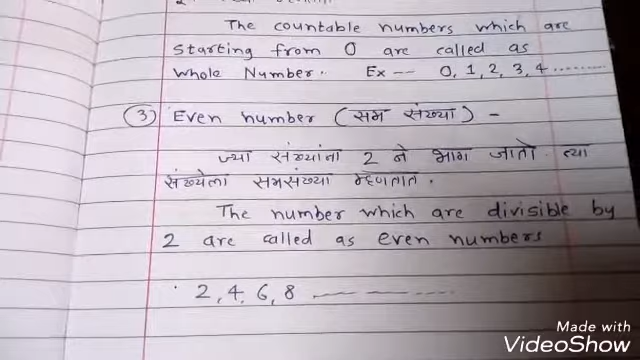 The countable numbers which are
starting from 0 are called as
whole Number. Ex -- 0, 1, 2, 3, 4 .........
③ Even number (सम संख्या) -
ज्या संख्यांना 2 ने भाग जातो त्या
संख्येला समसंख्या म्हणतात.
The number which are divisible by
2 are called as even numbers
2, 4, 6, 8 ---------
Made with
VideoShow